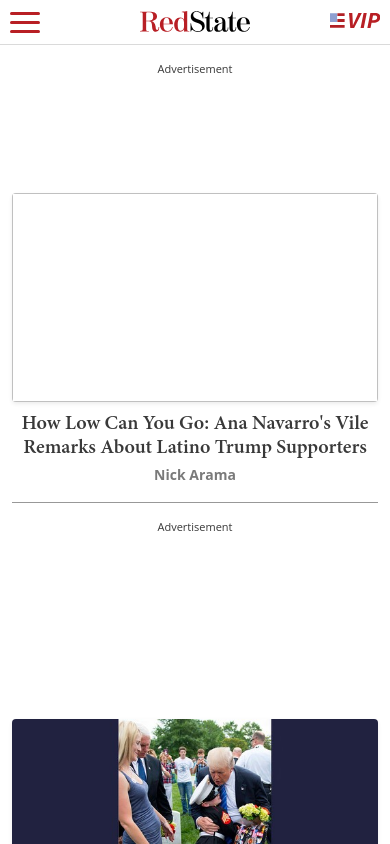 RedState
VIP
Advertisement
How Low Can You Go: Ana Navarro's Vile
Remarks About Latino Trump Supporters
Nick Arama
Advertisement